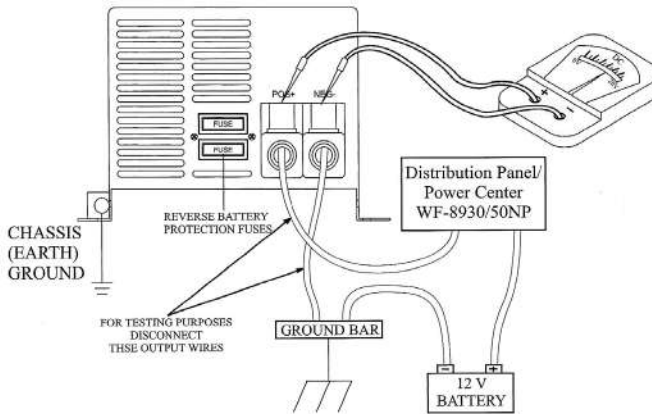 POS+
NEG-
FUSE
FUSE
DC
+
-
REVERSE BATTERY
PROTECTION FUSES
Distribution Panel/
Power Center
WF-8930/50NP
CHASSIS
(EARTH)
GROUND
FOR TESTING PURPOSES
DISCONNECT
THSE OUTPUT WIRES
GROUND BAR
- +
12 V
BATTERY